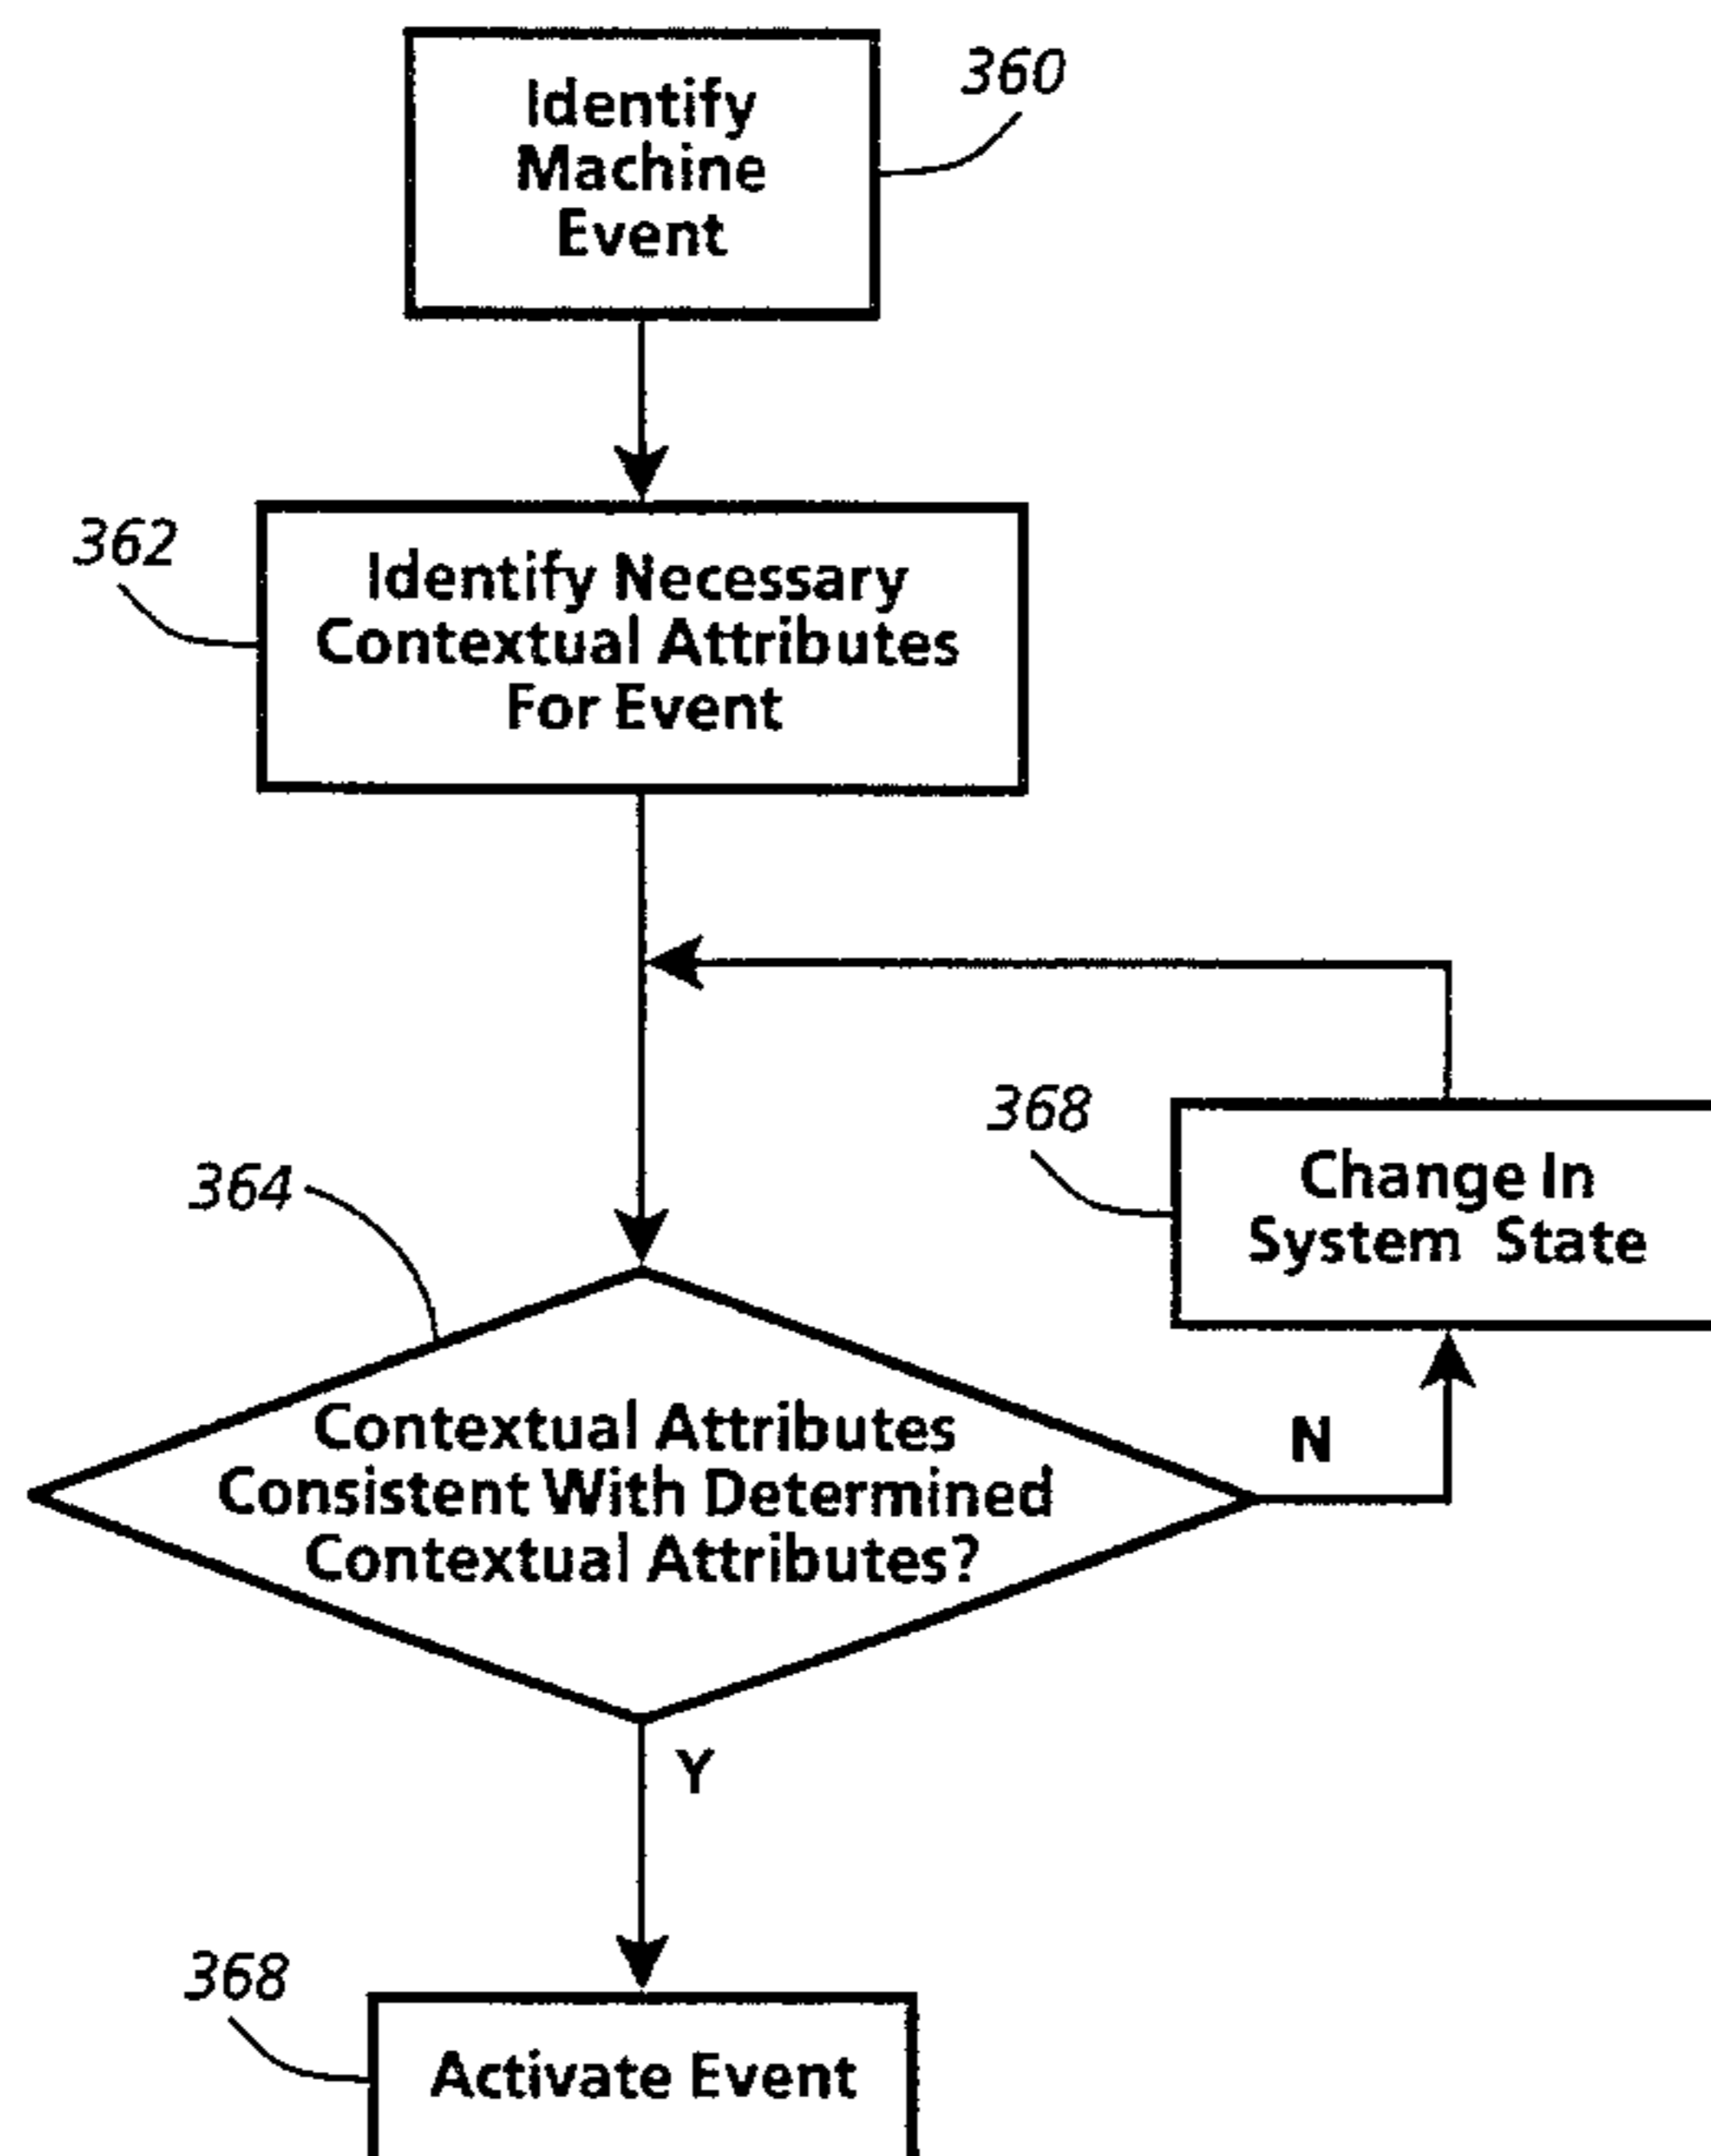 Identify
Machine
Event
360
362
Identify Necessary
Contextual Attributes
For Event
368
Change In
System State
364
Contextual Attributes
Consistent With Determined
Contextual Attributes?
N
Y
368
Activate Event